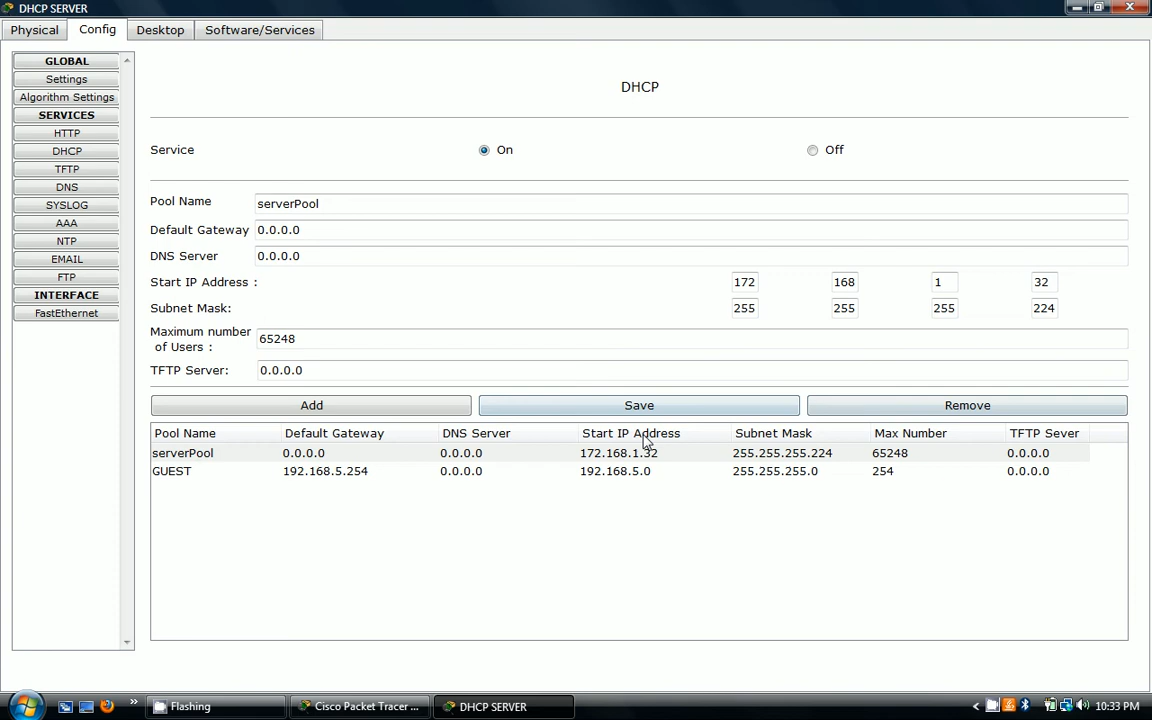 DHCP SERVER
Physical Config Desktop Software/Services
GLOBAL
Settings
Algorithm Settings
SERVICES
HTTP
DHCP
TFTP
DNS
SYSLOG
AAA
NTP
EMAIL
FTP
INTERFACE
FastEthernet
DHCP
Service On Off
Pool Name serverPool
Default Gateway 0.0.0.0
DNS Server 0.0.0.0
Start IP Address : 172 168 1 32
Subnet Mask: 255 255 255 224
Maximum number
of Users : 65248
TFTP Server: 0.0.0.0
Add Save Remove
Pool Name Default Gateway DNS Server Start IP Address Subnet Mask Max Number TFTP Sever
serverPool 0.0.0.0 0.0.0.0 172.168.1.32 255.255.255.224 65248 0.0.0.0
GUEST 192.168.5.254 0.0.0.0 192.168.5.0 255.255.255.0 254 0.0.0.0
» Flashing Cisco Packet Tracer ... DHCP SERVER < 10:33 PM